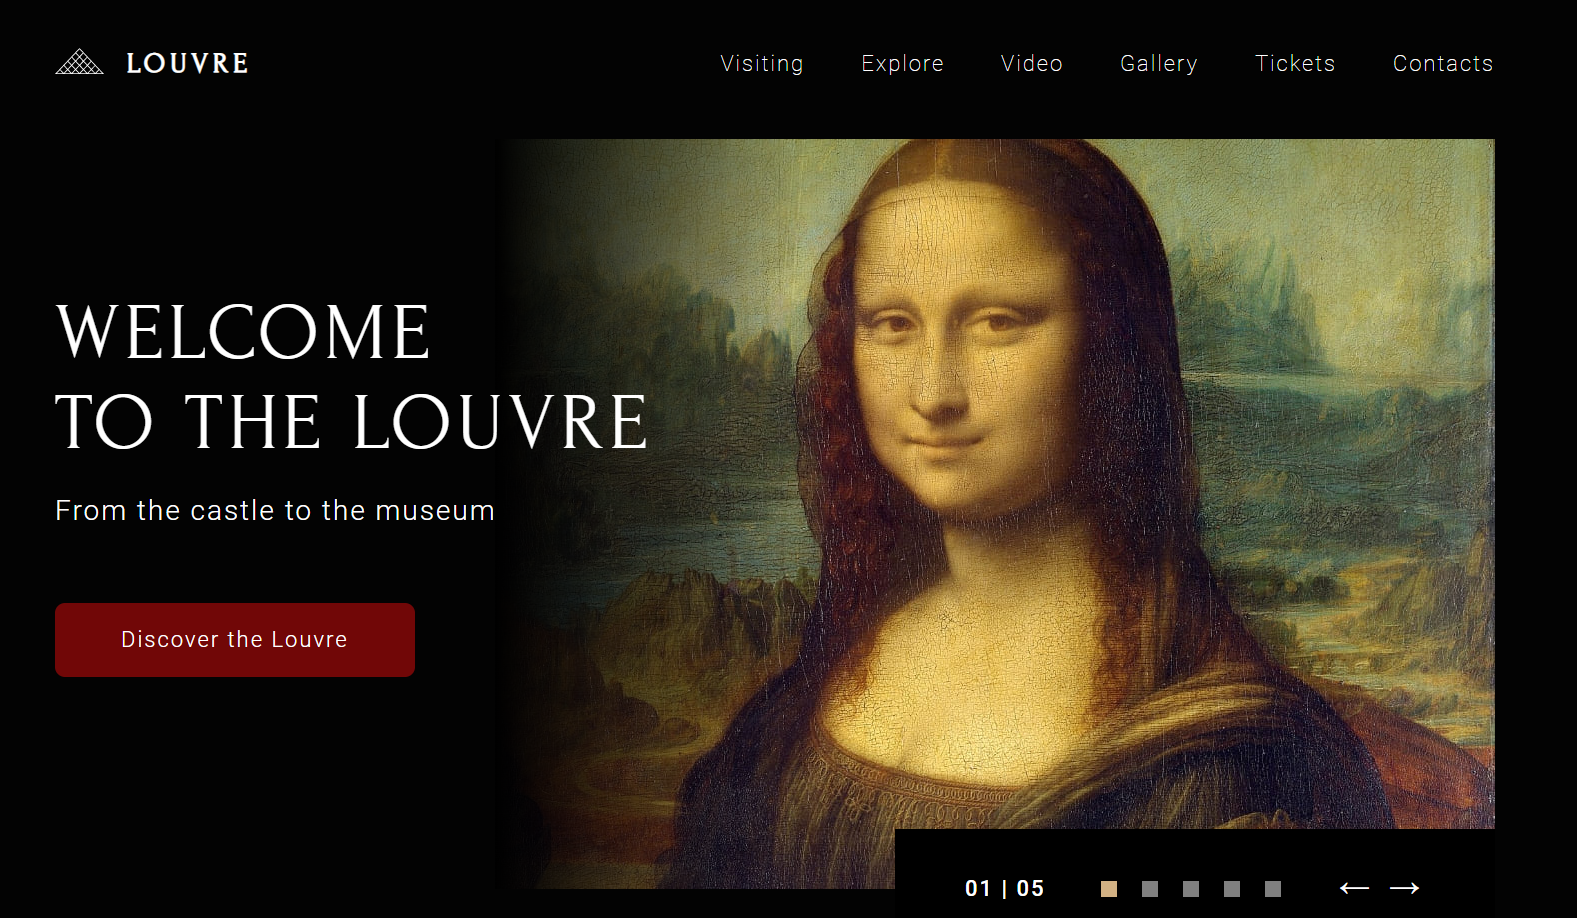 LOUVRE
Visiting Explore Video Gallery Tickets Contacts
WELCOME
TO THE LOUVRE
From the castle to the museum
Discover the Louvre
01 | 05